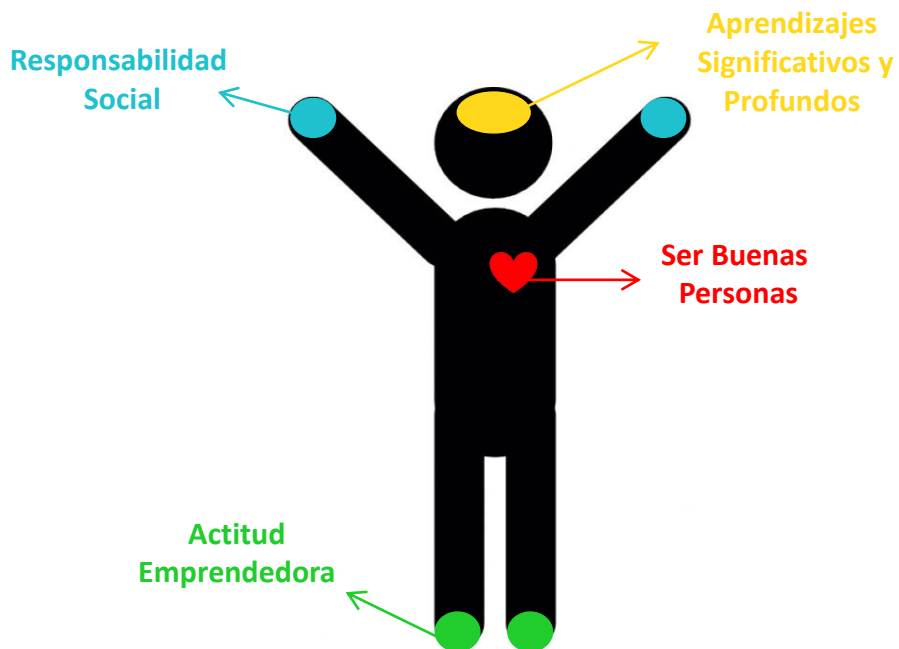 Aprendizajes
Significativos y
Profundos
Responsabilidad
Social
Ser Buenas
Personas
Actitud
Emprendedora